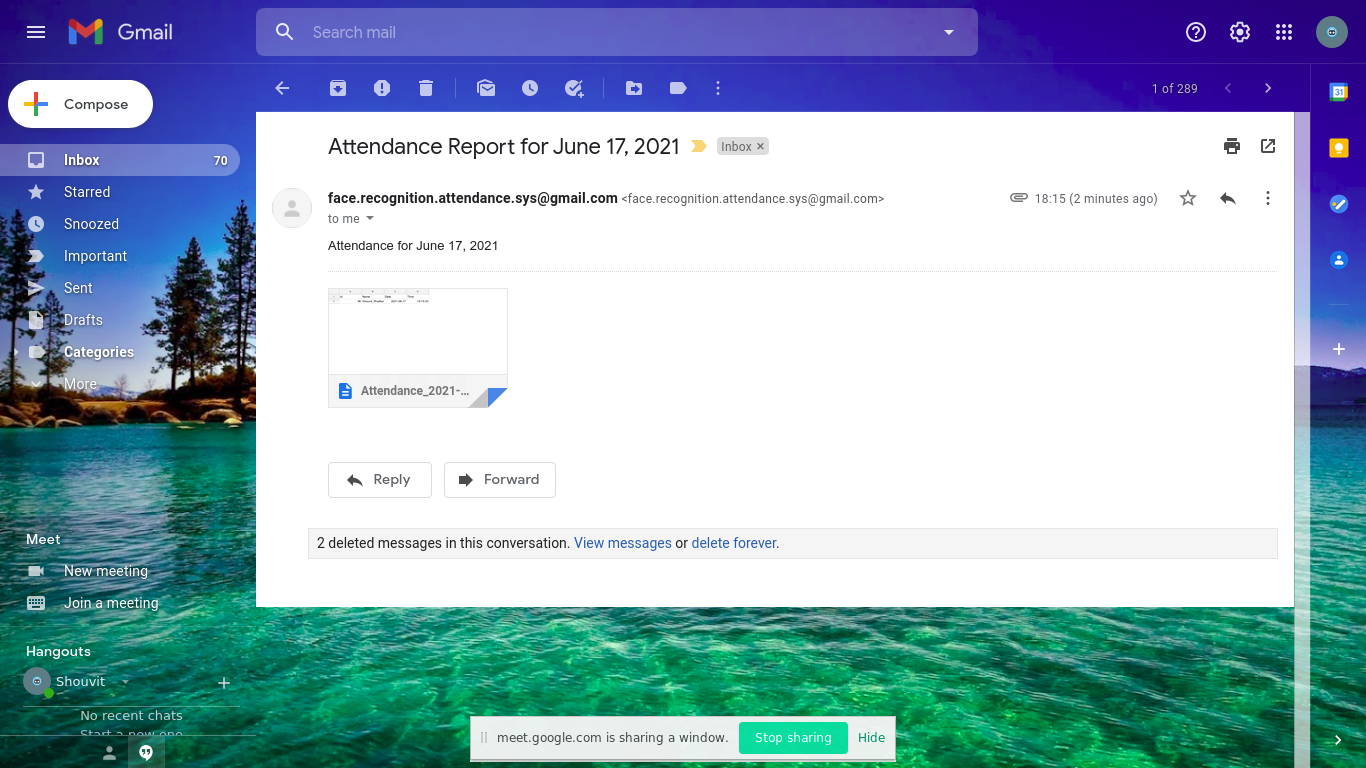 Gmail
Search mail
Compose
1 of 289
31
Inbox 70
Starred
Snoozed
Important
Sent
Drafts
Categories
More
Attendance Report for June 17, 2021 Inbox ×
face.recognition.attendance.sys@gmail.com <face.recognition.attendance.sys@gmail.com> 18:15 (2 minutes ago)
to me
Attendance for June 17, 2021
Attendance_2021-...
Reply Forward
2 deleted messages in this conversation. View messages or delete forever.
Meet
New meeting
Join a meeting
Hangouts
Shouvit
No recent chats
Start a new one
meet.google.com is sharing a window. Stop sharing Hide